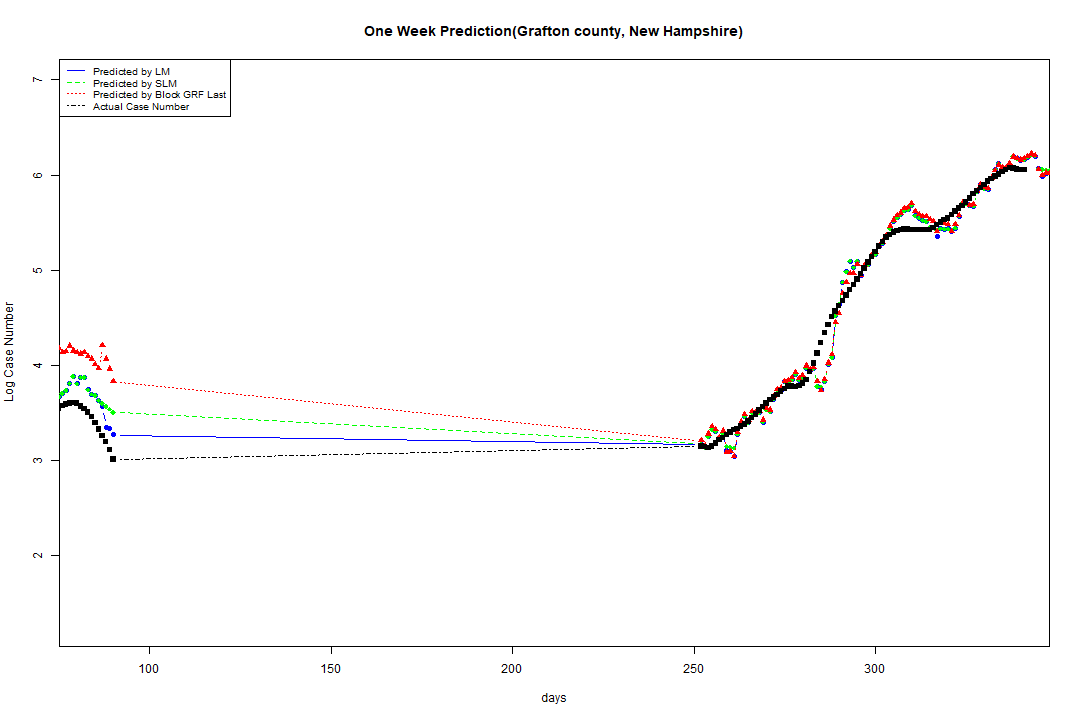 One Week Prediction(Grafton county, New Hampshire)
Predicted by LM
Predicted by SLM
Predicted by Block GRF Last
Actual Case Number
Log Case Number
7
6
5
4
3
2
100 150 200 250 300
days